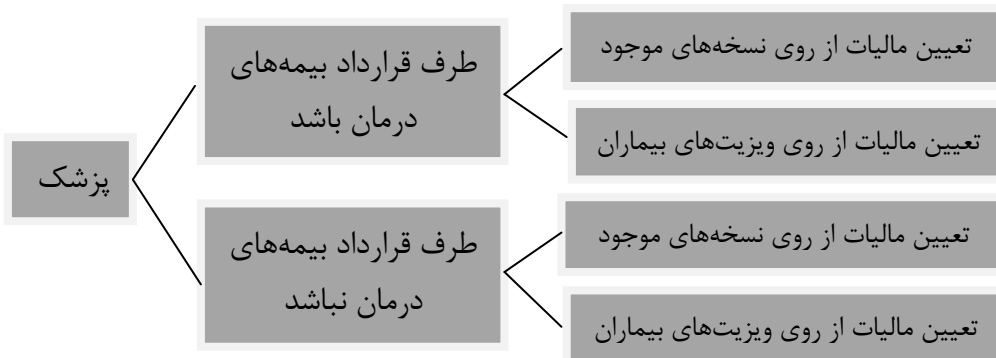 پزشک
طرف قرارداد بیمه‌های
درمان باشد
تعیین مالیات از روی نسخه‌های موجود
تعیین مالیات از روی ویزیت‌های بیماران
طرف قرارداد بیمه‌های
درمان نباشد
تعیین مالیات از روی نسخه‌های موجود
تعیین مالیات از روی ویزیت‌های بیماران